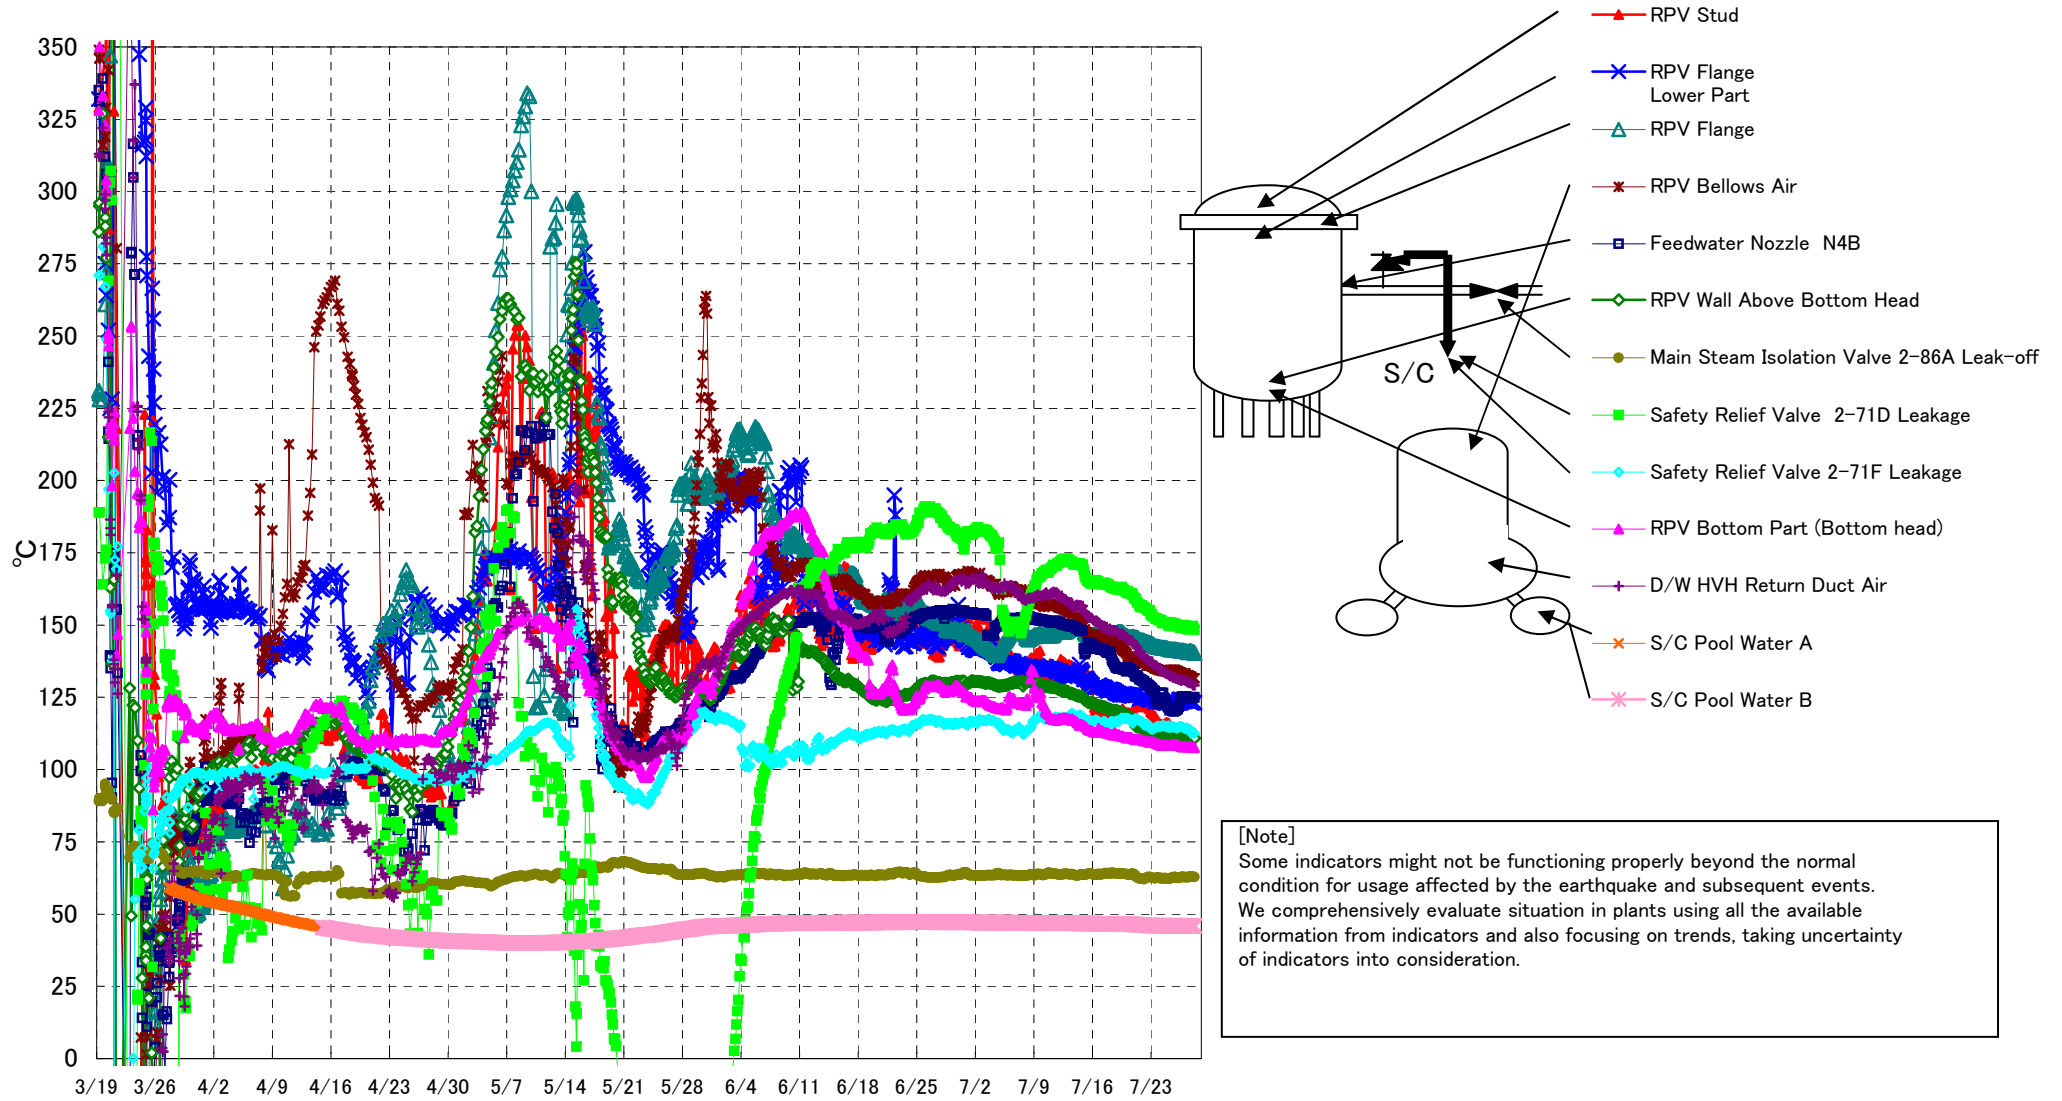 350
325
300
275
250
225
200
175
150
125
100
75
50
25
0
℃
3/19 3/26 4/2 4/9 4/16 4/23 4/30 5/7 5/14 5/21 5/28 6/4 6/11 6/18 6/25 7/2 7/9 7/16 7/23
S/C
RPV Stud
RPV Flange
Lower Part
RPV Flange
RPV Bellows Air
Feedwater Nozzle N4B
RPV Wall Above Bottom Head
Main Steam Isolation Valve 2-86A Leak-off
Safety Relief Valve 2-71D Leakage
Safety Relief Valve 2-71F Leakage
RPV Bottom Part (Bottom head)
D/W HVH Return Duct Air
S/C Pool Water A
S/C Pool Water B
[Note]
Some indicators might not be functioning properly beyond the normal
condition for usage affected by the earthquake and subsequent events.
We comprehensively evaluate situation in plants using all the available
information from indicators and also focusing on trends, taking uncertainty
of indicators into consideration.